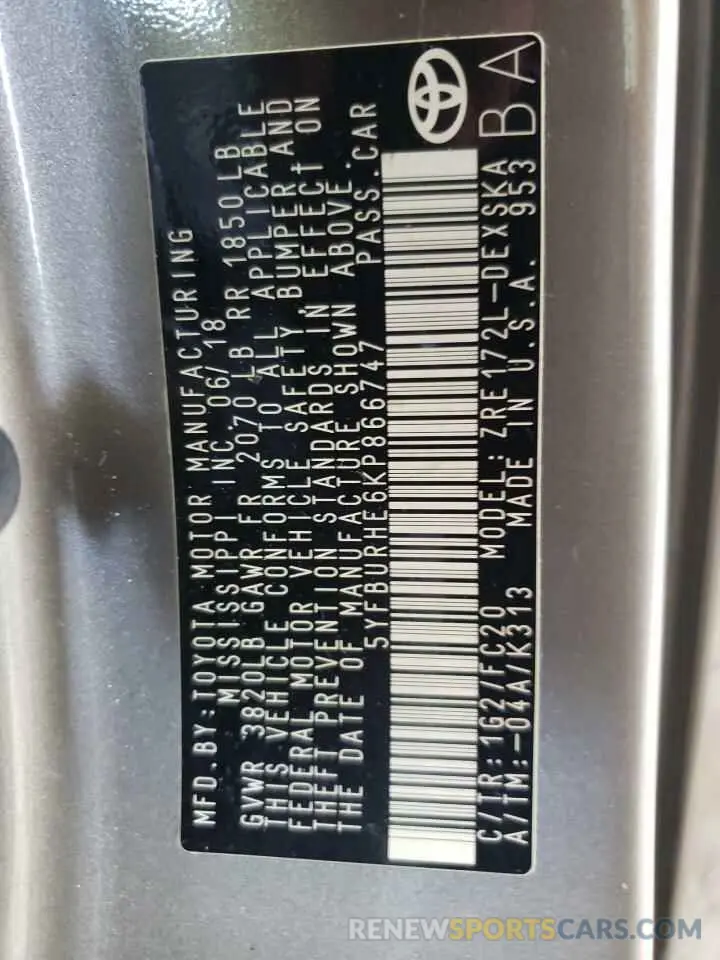 MFD. BY: TOYOTA MOTOR MANUFACTURING
MISSISSIPPI INC. 06/18
GVWR 3820LB GAWR FR 2070 LB RR 1850LB
THIS VEHICLE CONFORMS TO ALL APPLICABLE
FEDERAL MOTOR VEHICLE SAFETY, BUMPER AND
THEFT PREVENTION STANDARDS IN EFFECT ON
THE DATE OF MANUFACTURE SHOWN ABOVE.
5YFBURHE6KP866747 PASS. CAR
C/TR: 1G2/FC20 MODEL: ZRE172L-DEXSKA
A/TM: -04A/K313 MADE IN U.S.A. 953
BA
RENEWSPORTSCARS.COM